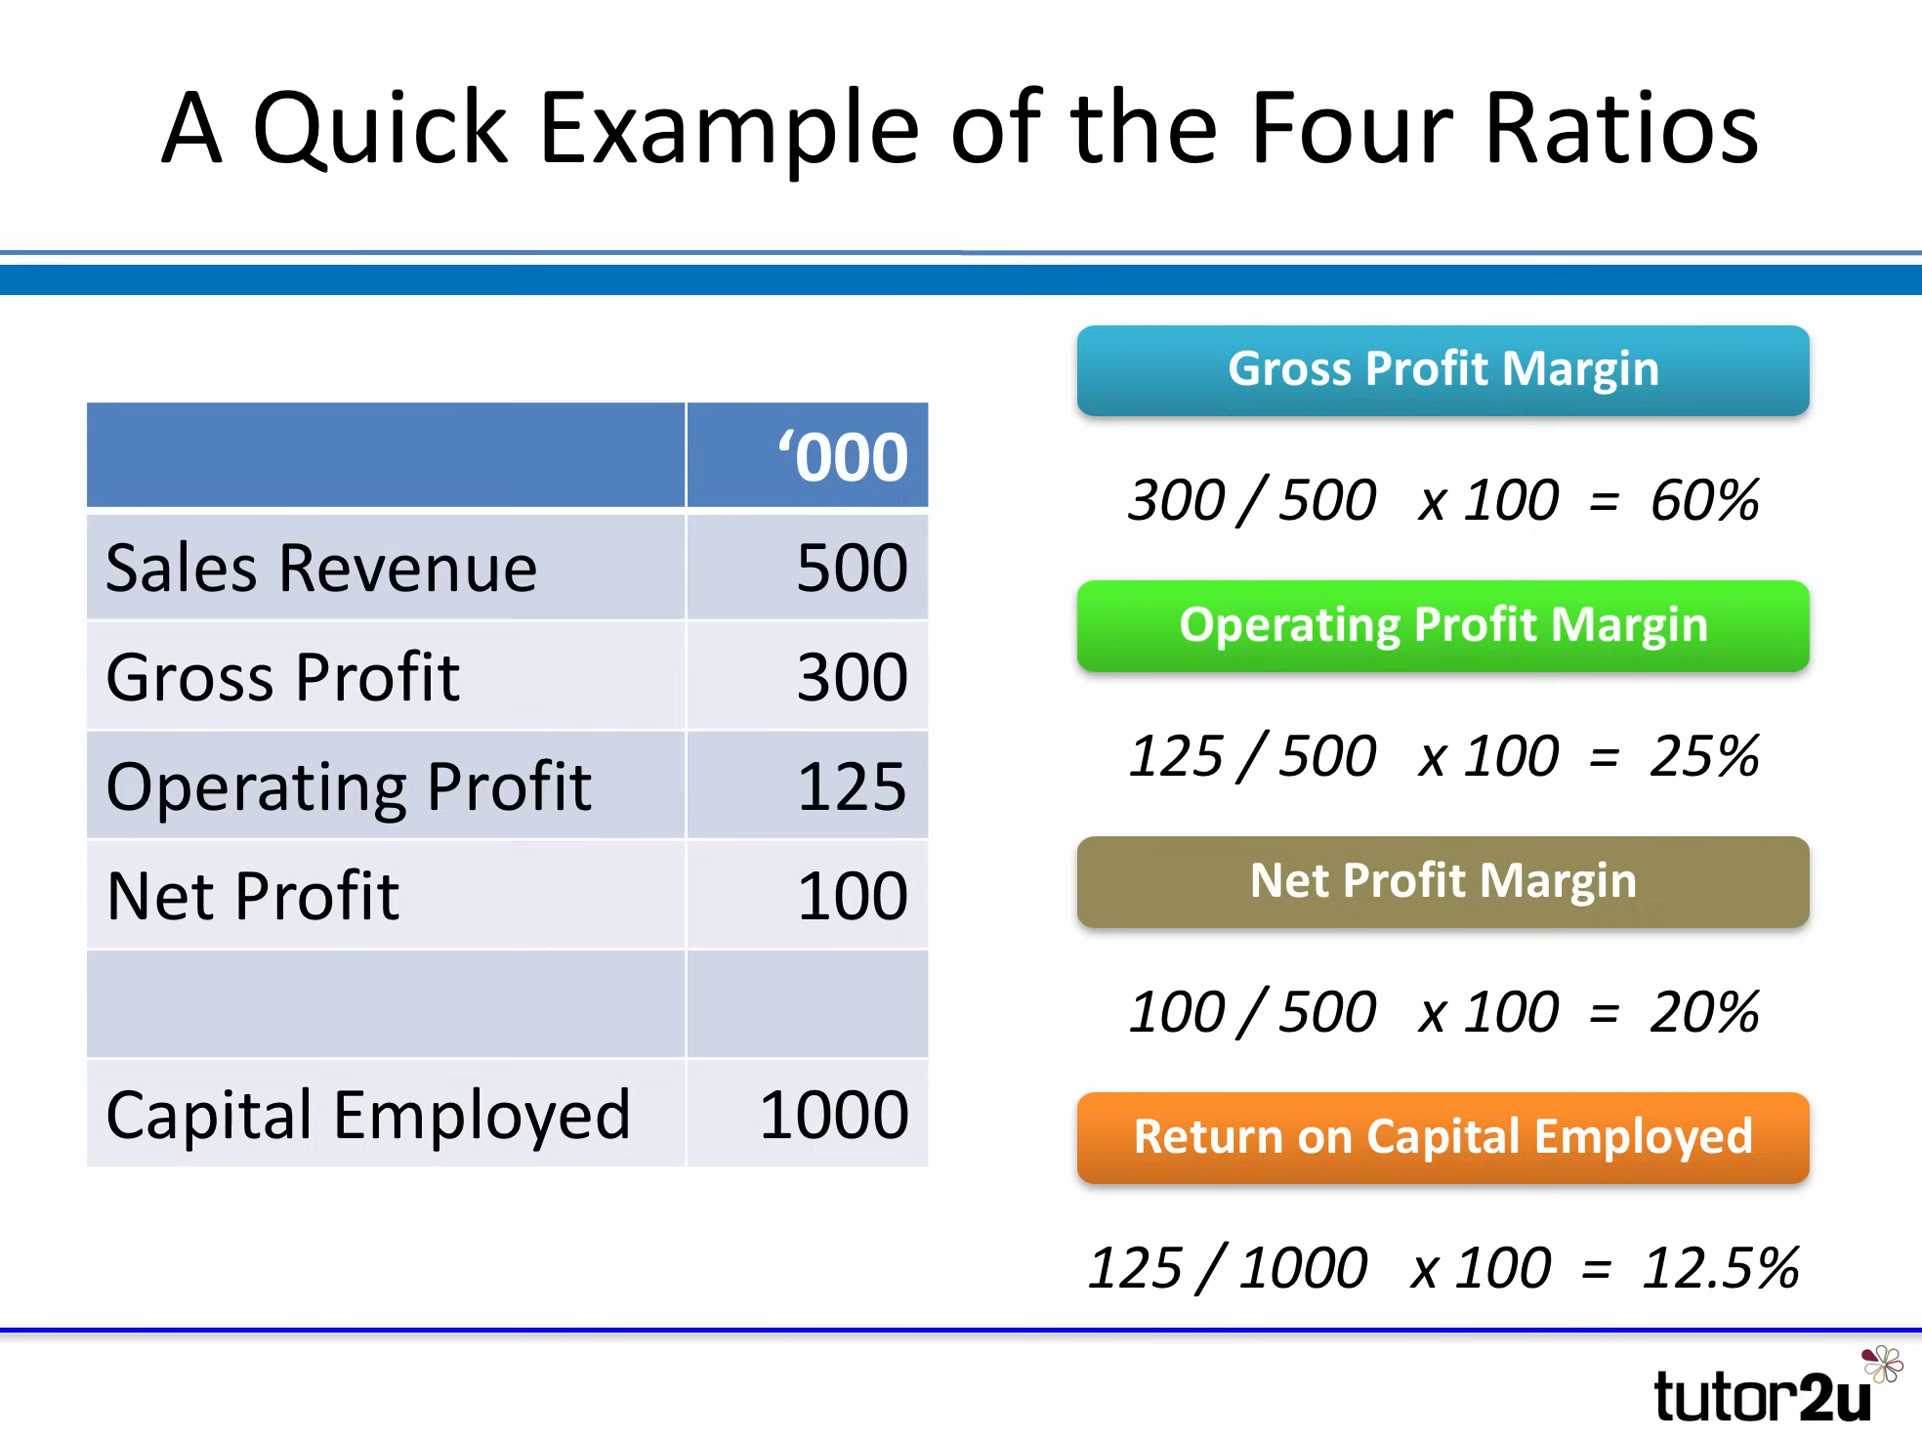 A Quick Example of the Four Ratios
‘000
Sales Revenue 500
Gross Profit 300
Operating Profit 125
Net Profit 100
Capital Employed 1000
Gross Profit Margin
300 / 500 x 100 = 60%
Operating Profit Margin
125 / 500 x 100 = 25%
Net Profit Margin
100 / 500 x 100 = 20%
Return on Capital Employed
125 / 1000 x 100 = 12.5%
tutor2u